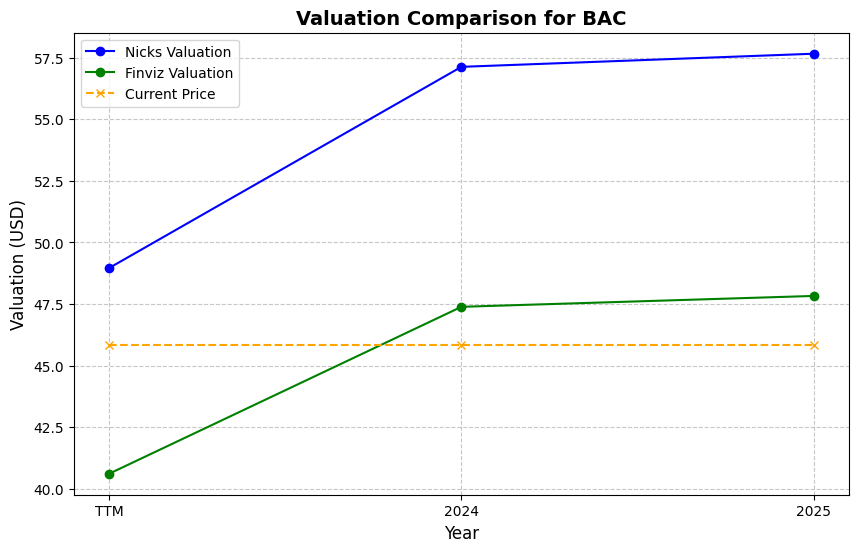 Valuation Comparison for BAC
Nicks Valuation
Finviz Valuation
Current Price
Valuation (USD)
57.5
55.0
52.5
50.0
47.5
45.0
42.5
40.0
TTM 2024 2025
Year